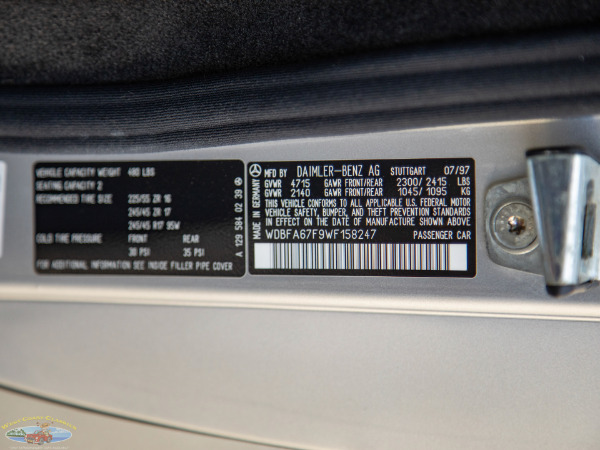 VEHICLE CAPACITY WEIGHT 480 LBS
SEATING CAPACITY 2
RECOMMENDED TIRE SIZE 225/55 ZR 16
245/45 ZR 17
245/45 R17 95W
COLD TIRE PRESSURE FRONT REAR
30 PSI 35 PSI
FOR ADDITIONAL INFORMATION SEE INSIDE FILLER PIPE COVER
A 129 584 02 39
MADE IN GERMANY
MFD BY DAIMLER-BENZ AG STUTTGART 07/97
GVWR 4715 GAWR FRONT/REAR 2300/2415 LBS
GVWR 2140 GAWR FRONT/REAR 1045/1095 KG
THIS VEHICLE CONFORMS TO ALL APPLICABLE U.S. FEDERAL MOTOR
VEHICLE SAFETY, BUMPER, AND THEFT PREVENTION STANDARDS
IN EFFECT ON THE DATE OF MANUFACTURE SHOWN ABOVE.
WDBFA67F9WF158247 PASSENGER CAR
West Coast Classics